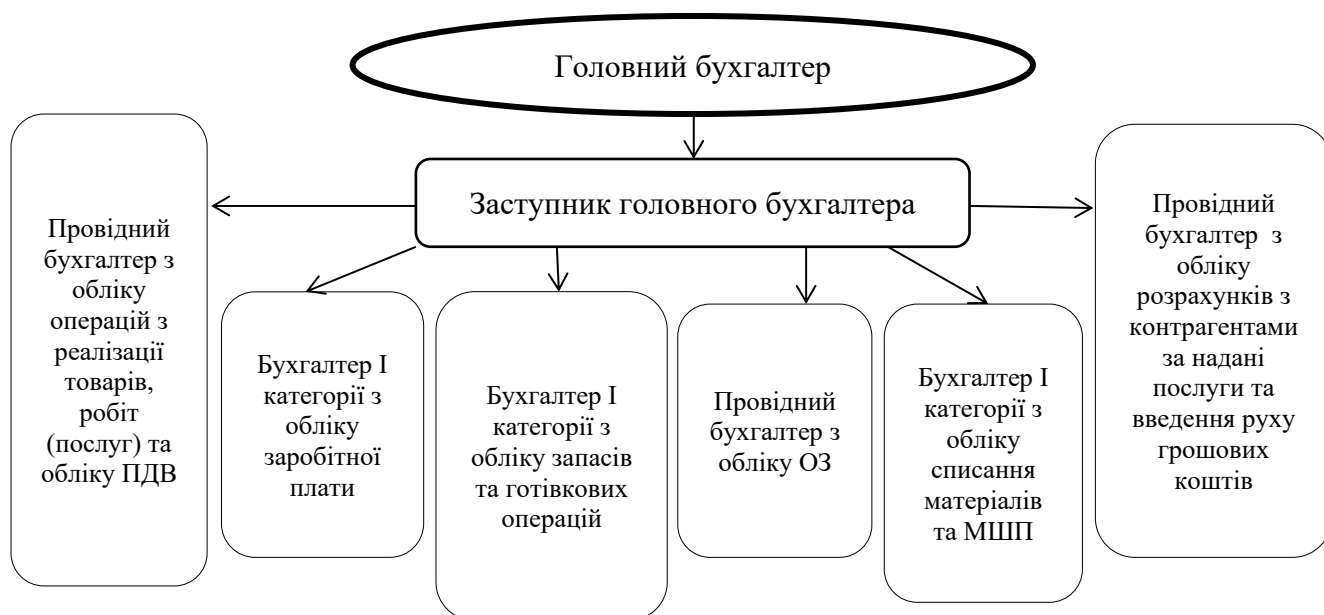 Головний бухгалтер
Заступник головного бухгалтера
Провідний
бухгалтер з
обліку
операцій з
реалізації
товарів,
робіт
(послуг) та
обліку ПДВ
Бухгалтер І
категорії з
обліку
заробітної
плати
Бухгалтер І
категорії з
обліку запасів
та готівкових
операцій
Провідний
бухгалтер з
обліку ОЗ
Бухгалтер І
категорії з
обліку
списання
матеріалів
та МШП
Провідний
бухгалтер з
обліку
розрахунків з
контрагентами
за надані
послуги та
введення руху
грошових
коштів